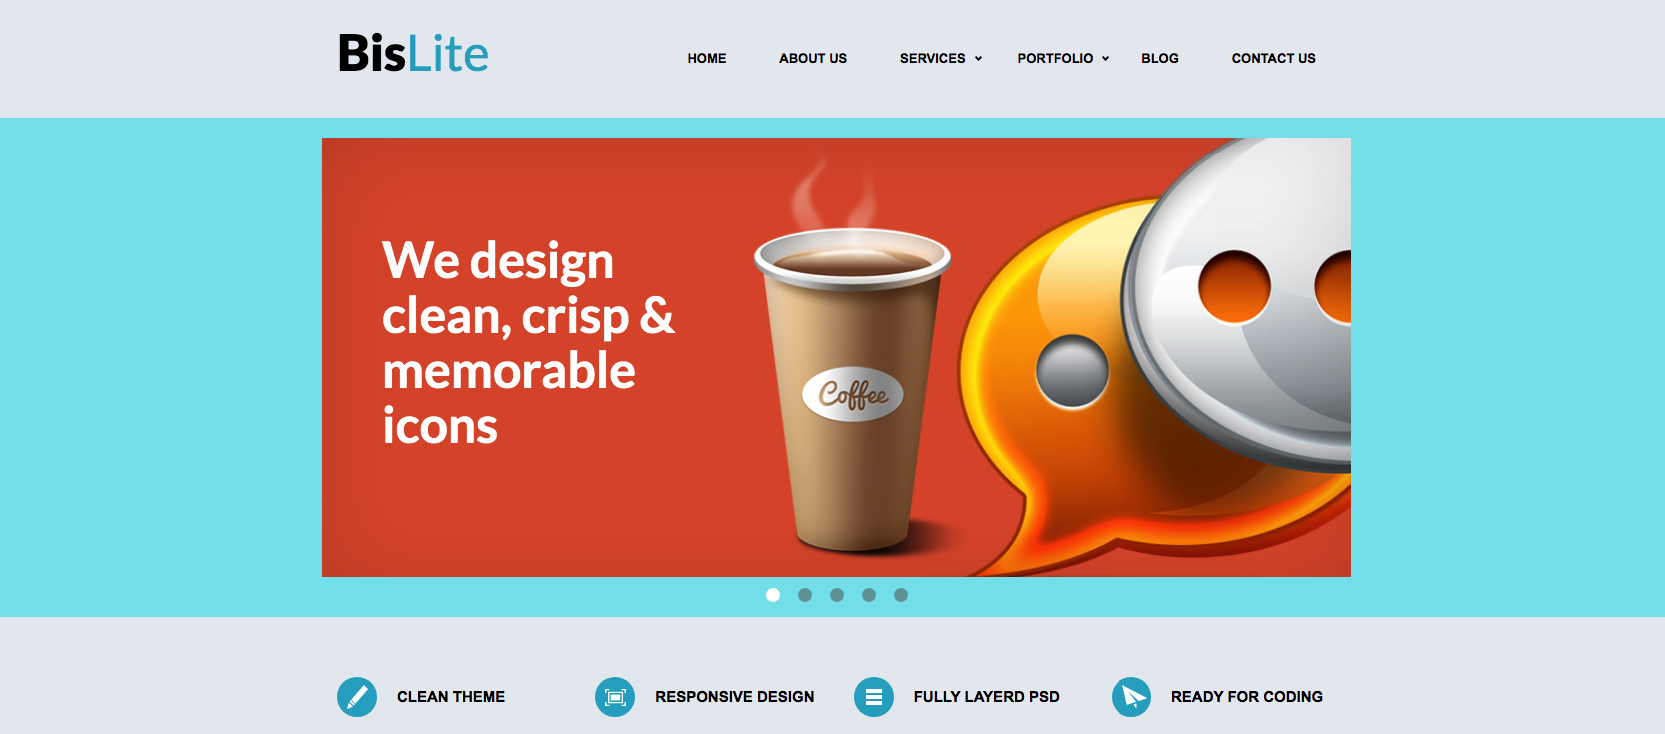 BisLite
HOME ABOUT US SERVICES PORTFOLIO BLOG CONTACT US
We design
clean, crisp &
memorable
icons
Coffee
CLEAN THEME RESPONSIVE DESIGN FULLY LAYERD PSD READY FOR CODING